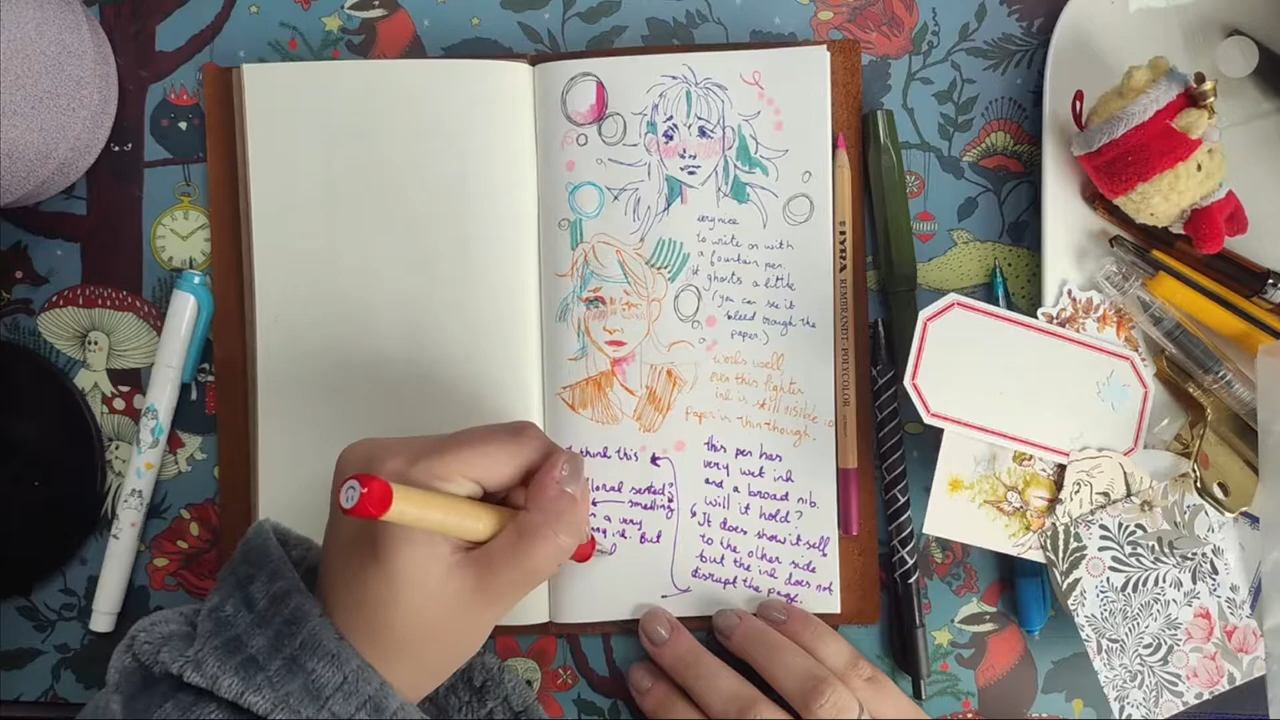 very nice
to write on with
a fountain pen.
it ghosts a little
(you can see it
bleed trough the
paper.)
works well
even this lighter
ink is still visible
Paper is thin though.
I think this
floral sented?
smelling
a very
ink. But
this pen has
very wet ink
and a broad nib.
will it hold?
It does show it self
to the other side
but the ink does not
disrupt the page.
LYRA REMBRANDT-POLYCOLOR